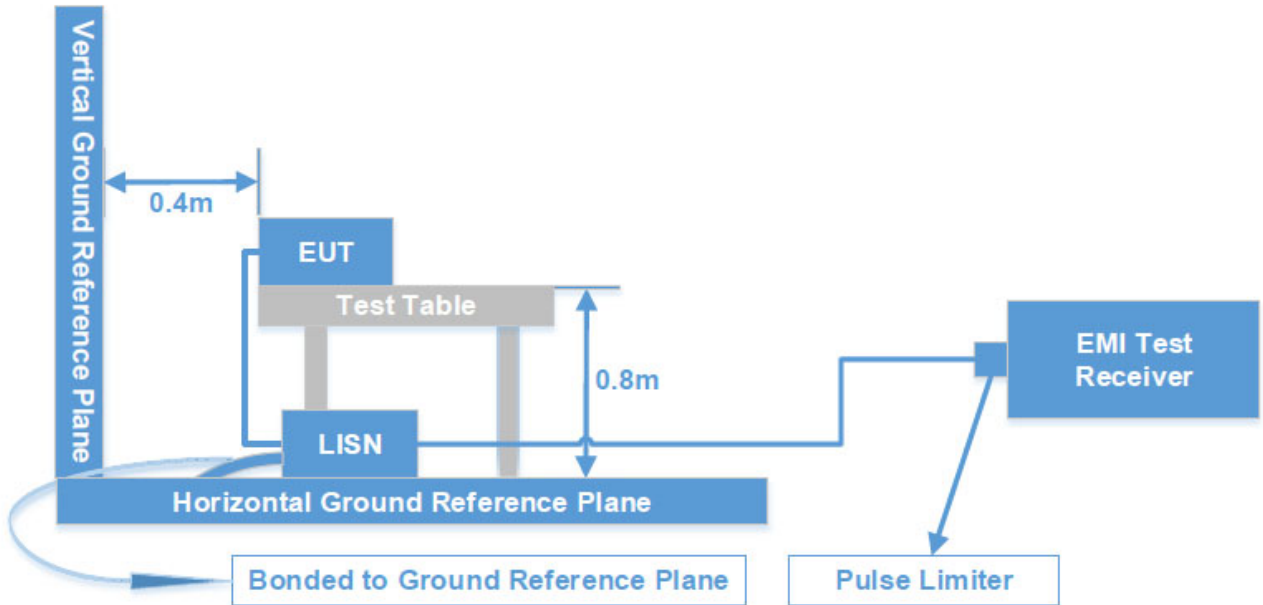 Vertical Ground Reference Plane
0.4m
EUT
Test Table
0.8m
EMI Test
Receiver
LISN
Horizontal Ground Reference Plane
Bonded to Ground Reference Plane
Pulse Limiter